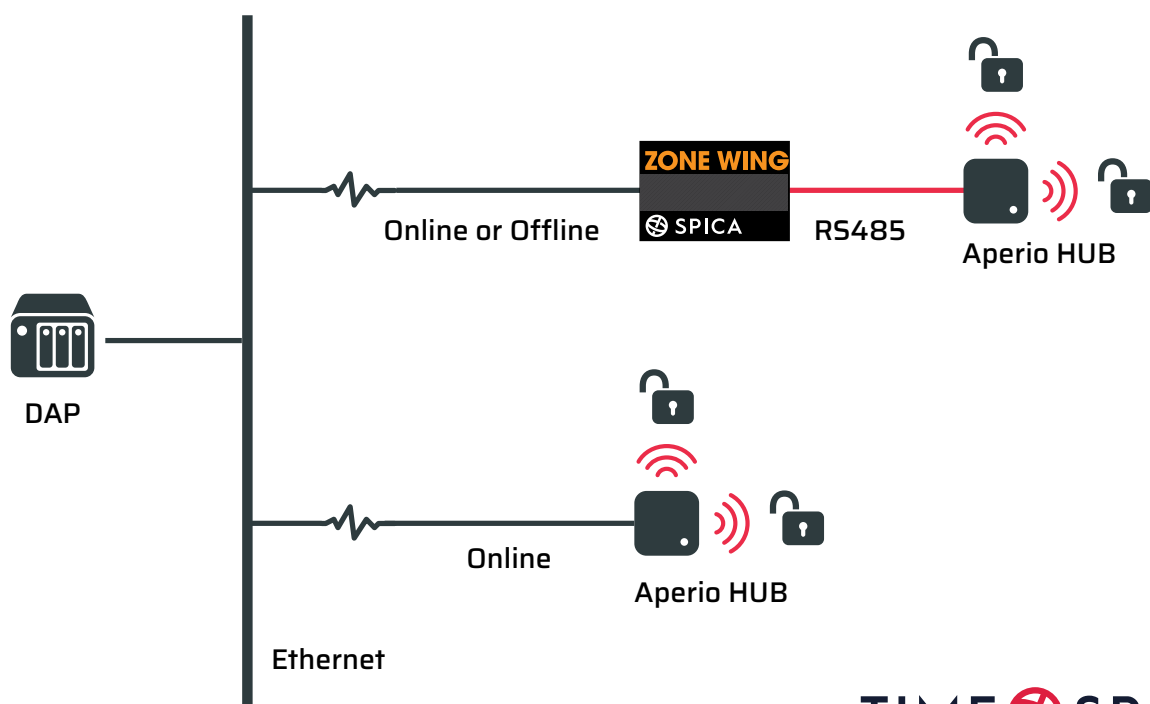 ZONE WING
SPICA
Online or Offline
RS485
Aperio HUB
DAP
Online
Aperio HUB
Ethernet